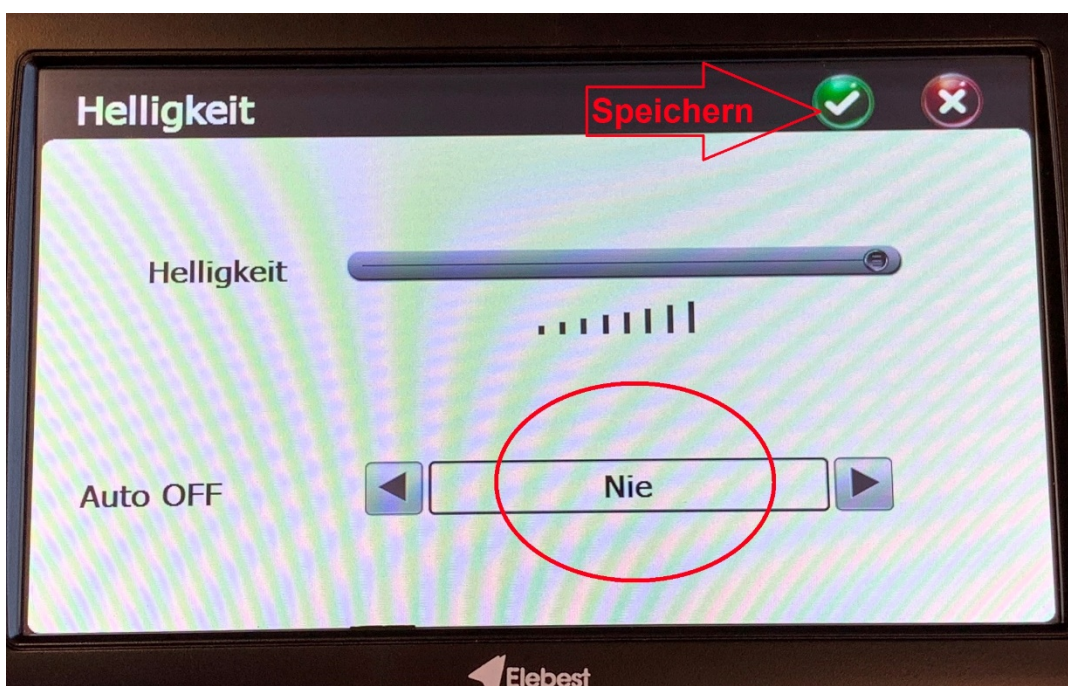 Helligkeit
Speichern
Helligkeit
Auto OFF
Nie
Elebest